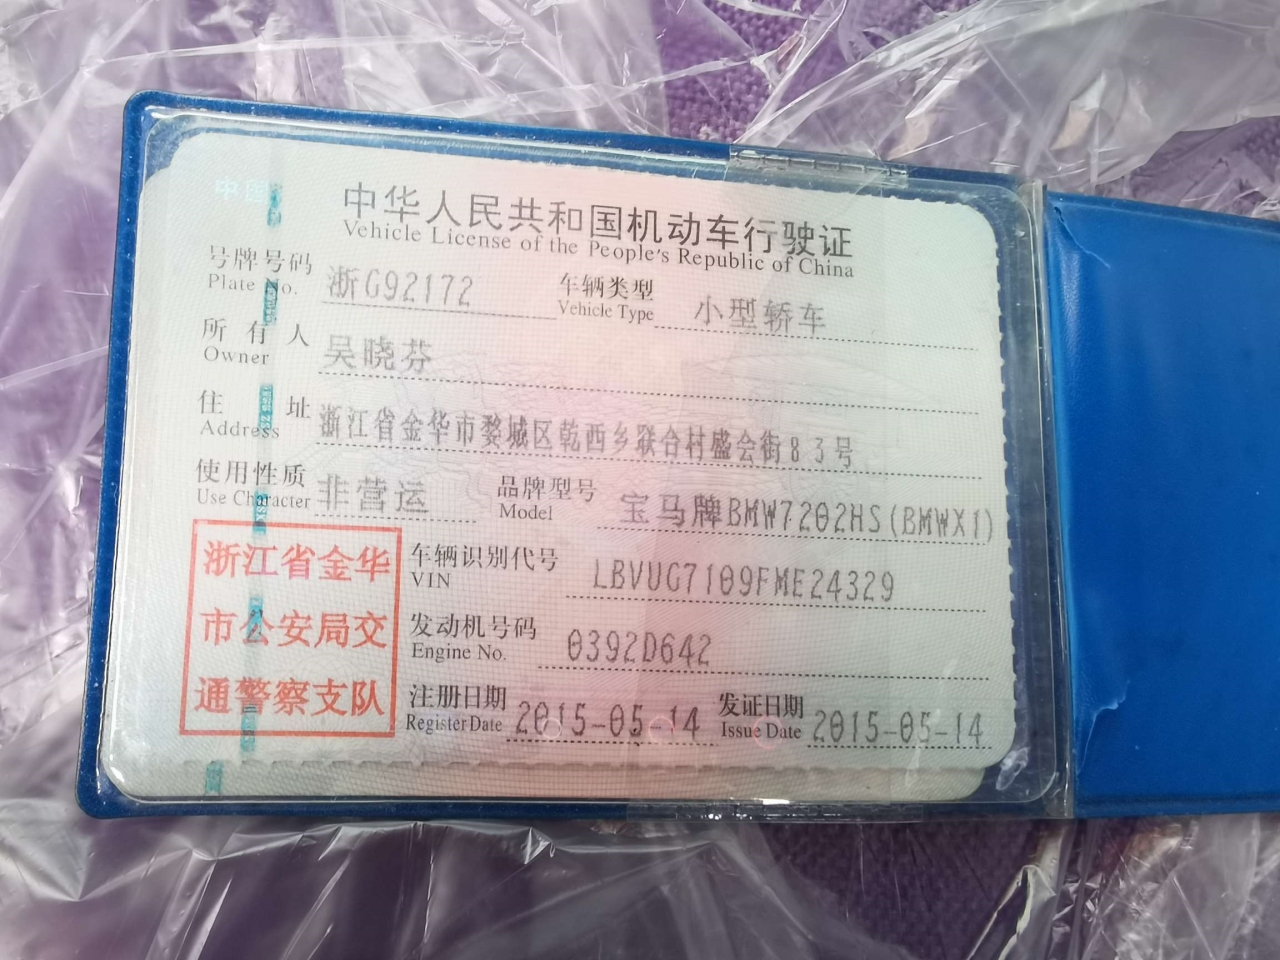 中华人民共和国机动车行驶证
Vehicle License of the People's Republic of China
号牌号码 浙G92172 车辆类型 小型轿车
Plate No. Vehicle Type
所有人 吴晓芬
Owner
住址 浙江省金华市婺城区乾西乡联合村盛会街83号
Address
使用性质 非营运 品牌型号 宝马牌BMW7202HS(BMWX1)
Use Character Model
浙江省金华
市公安局交
通警察支队
车辆识别代号 LBVUG7109FME24329
VIN
发动机号码 0392D642
Engine No.
注册日期 2015-05-14 发证日期 2015-05-14
Register Date Issue Date